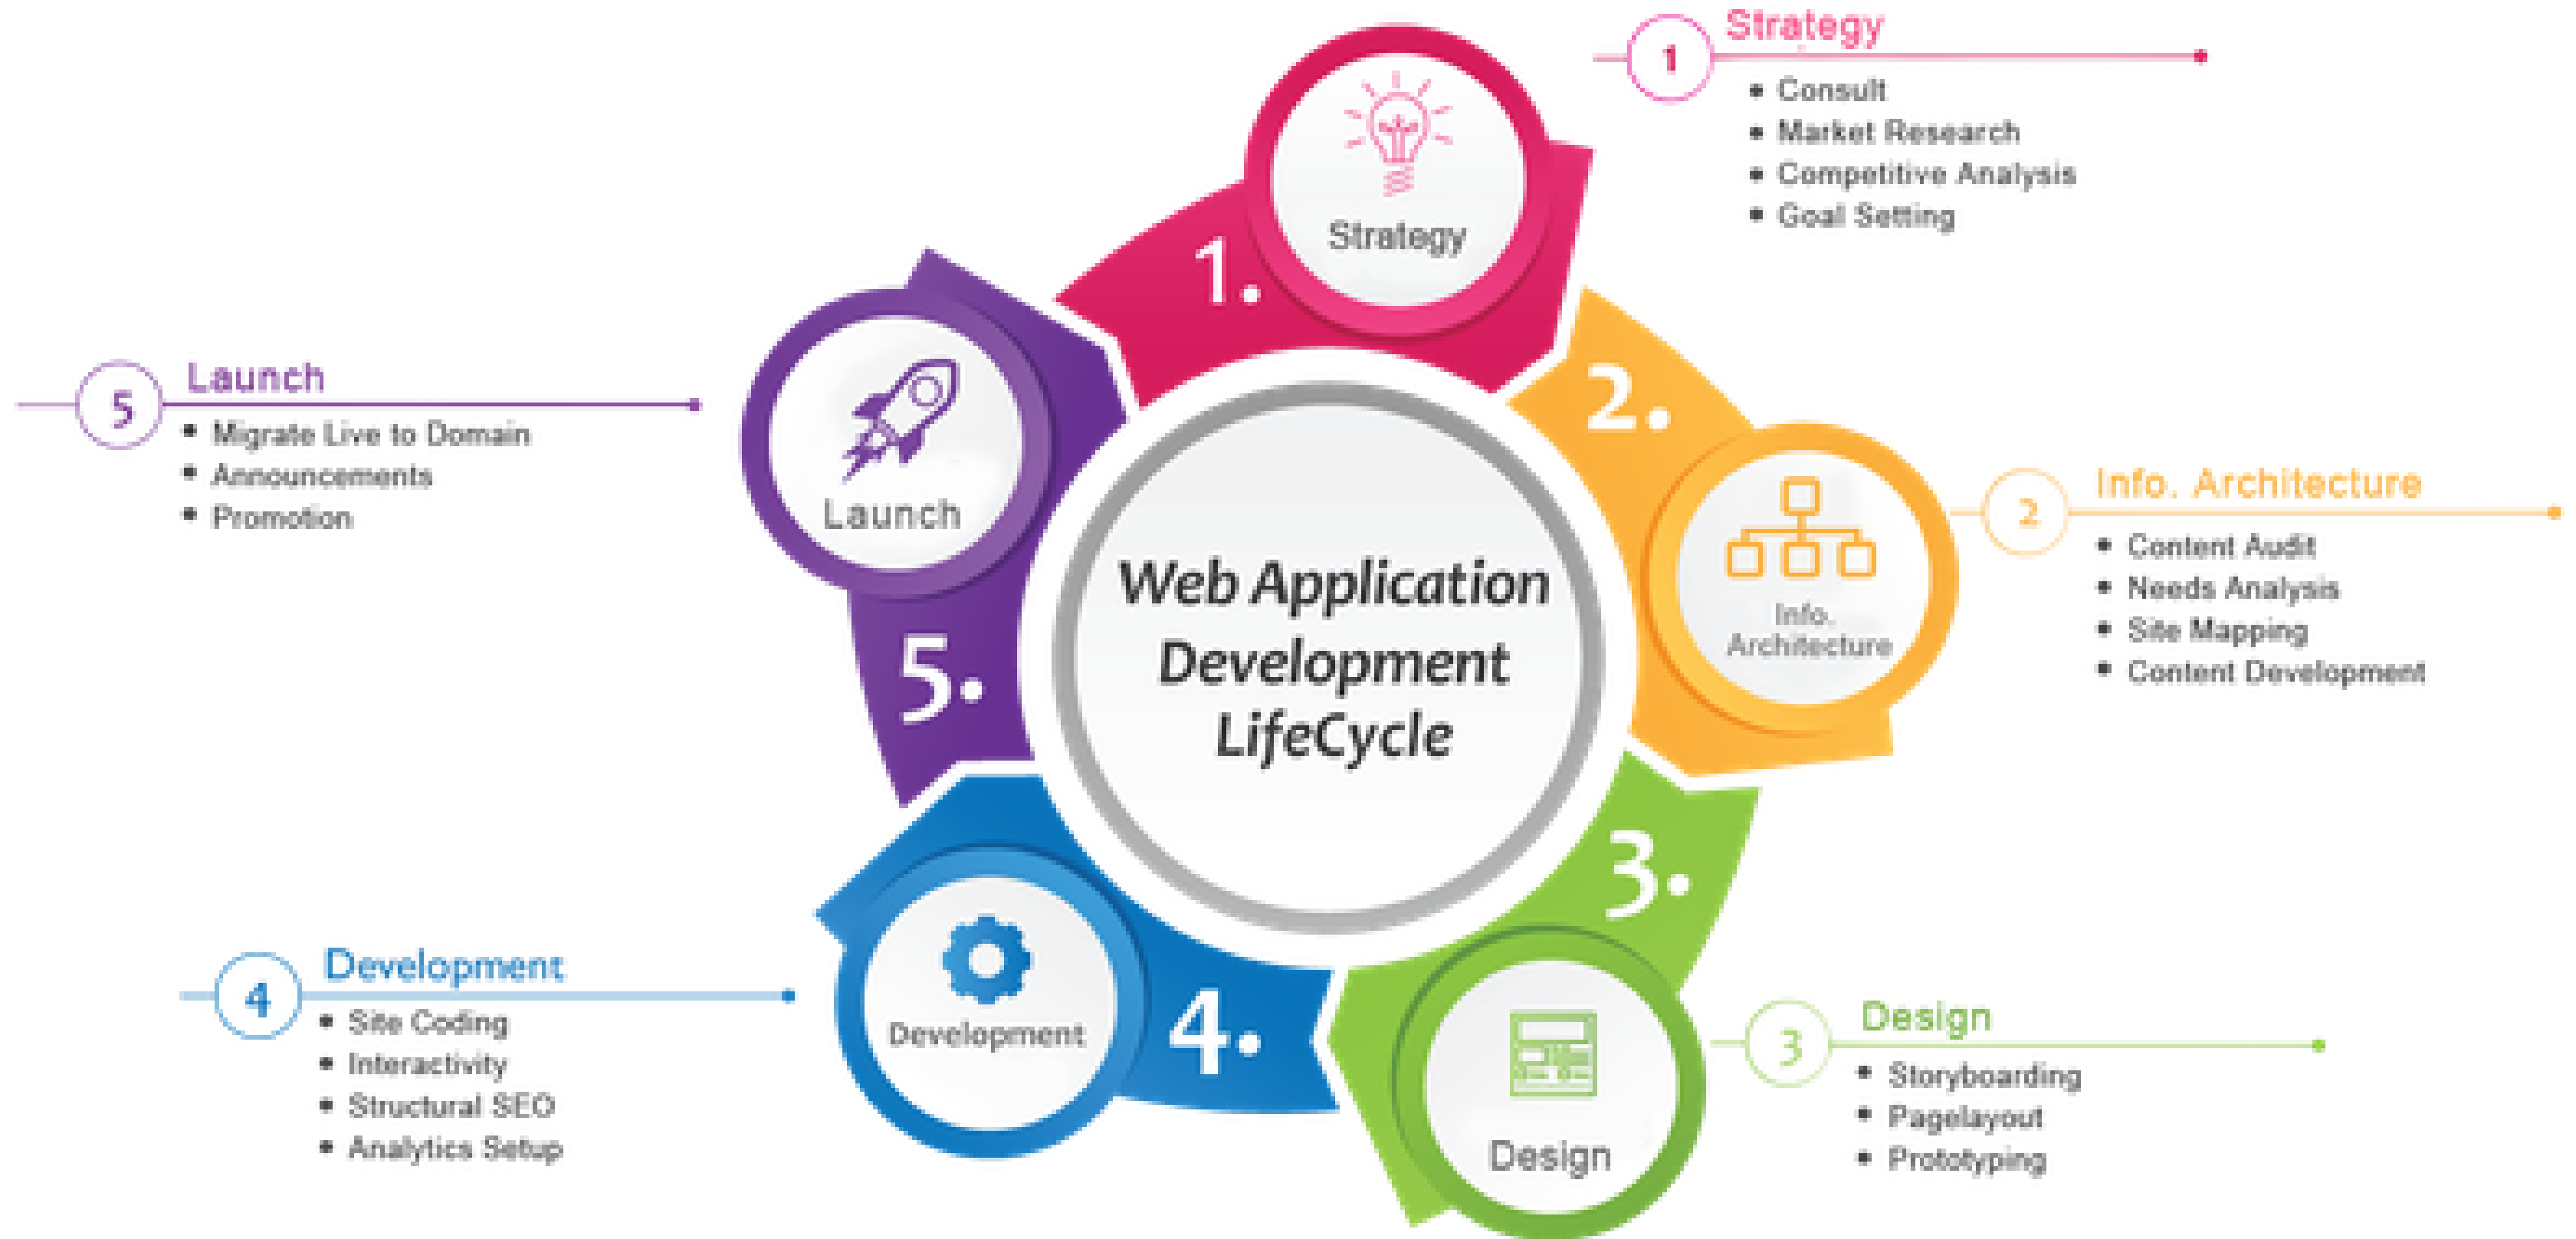 1
Strategy
• Consult
• Market Research
• Competitive Analysis
• Goal Setting
Strategy
1.
2.
Info.
Architecture
2
Info. Architecture
• Content Audit
• Needs Analysis
• Site Mapping
• Content Development
3.
Design
3
Design
• Storyboarding
• Pagelayout
• Prototyping
4.
Development
4
Development
• Site Coding
• Interactivity
• Structural SEO
• Analytics Setup
5.
Launch
5
Launch
• Migrate Live to Domain
• Announcements
• Promotion
Web Application
Development
LifeCycle